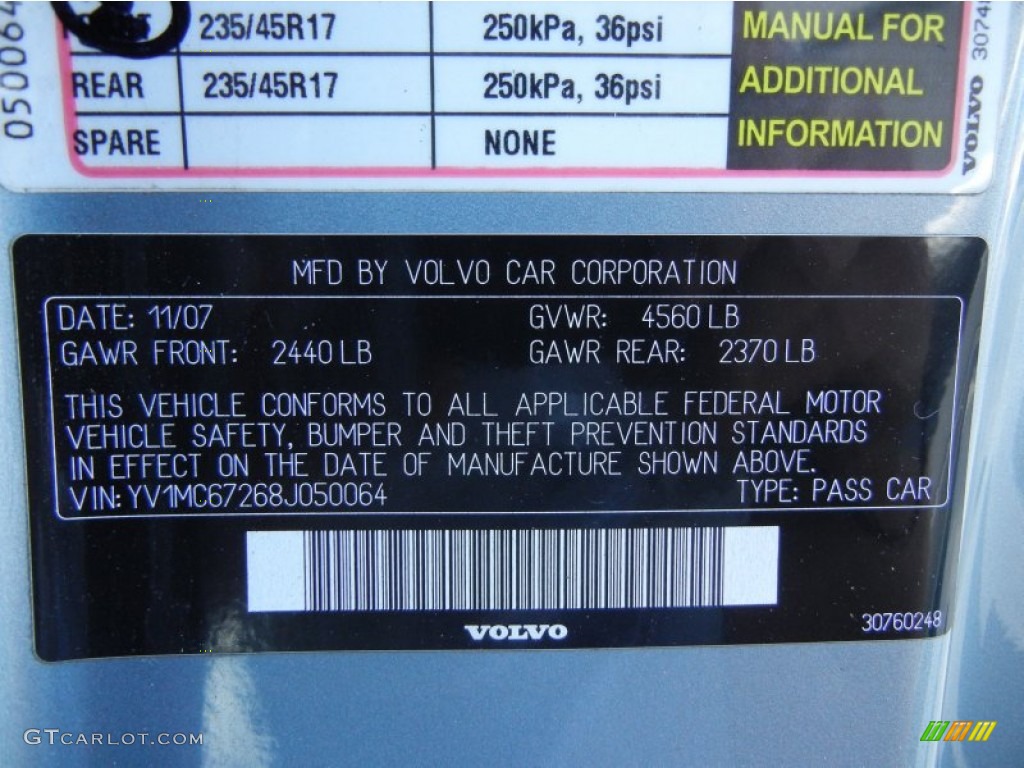 235/45R17 250kPa, 36psi MANUAL FOR
REAR 235/45R17 250kPa, 36psi ADDITIONAL
SPARE NONE INFORMATION
VOLVO
050064
MFD BY VOLVO CAR CORPORATION
DATE: 11/07 GVWR: 4560 LB
GAWR FRONT: 2440 LB GAWR REAR: 2370 LB
THIS VEHICLE CONFORMS TO ALL APPLICABLE FEDERAL MOTOR
VEHICLE SAFETY, BUMPER AND THEFT PREVENTION STANDARDS
IN EFFECT ON THE DATE OF MANUFACTURE SHOWN ABOVE.
VIN: YV1MC67268J050064 TYPE: PASS CAR
VOLVO
30760248
GTCARLOT.COM